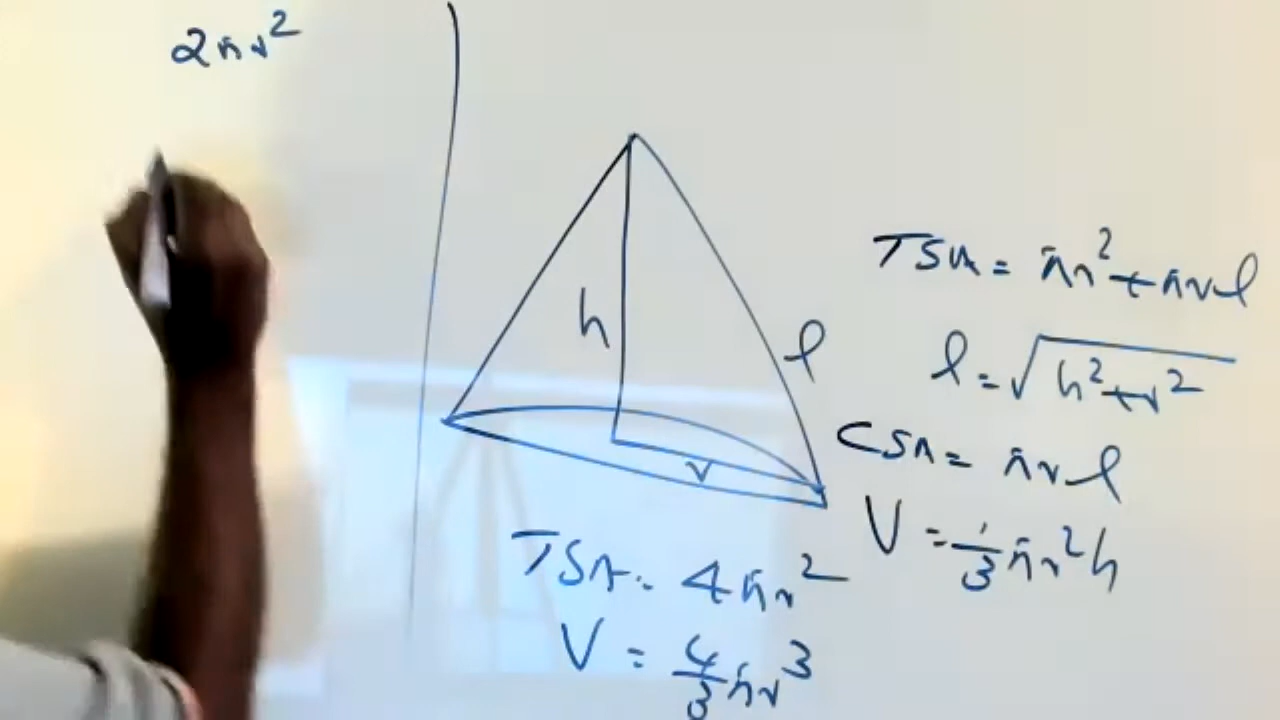 2πr²
h
l
r
TSA = πr² + πrl
l = √h² + r²
CSA = πrl
V = 1/3 πr²h
TSA = 4πr²
V = 4/3 πr³